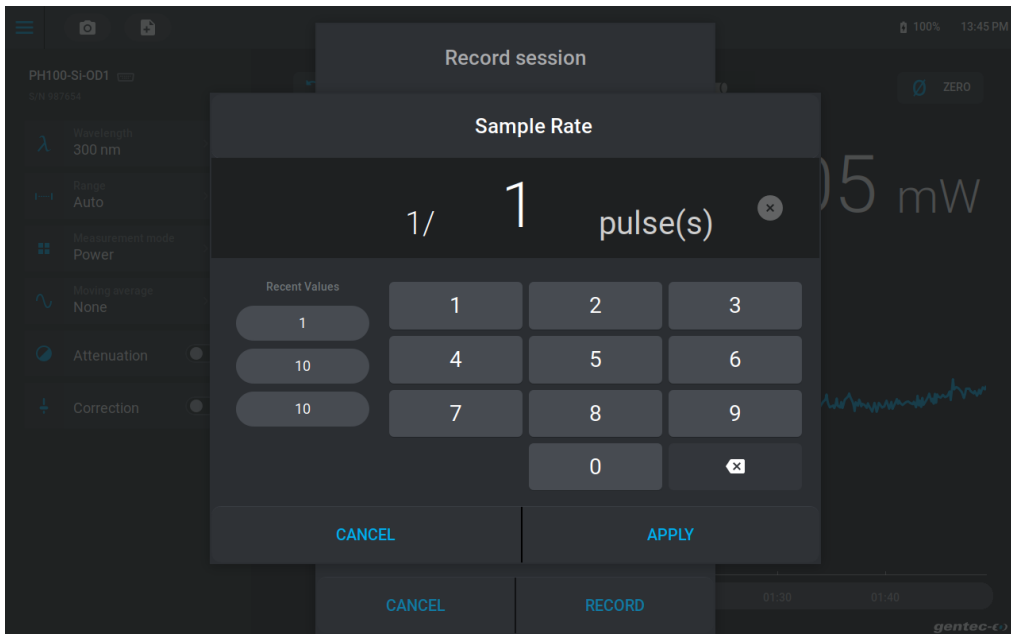 100% 13:45 PM
Record session
PH100-Si-OD1
S/N 997654
ZERO
Sample Rate
Wavelength
300 nm
Range
Auto
05 mW
1/ 1 pulse(s)
Measurement mode
Power
Moving average
None
Attenuation
Correction
Recent Values
1
10
10
1 2 3
4 5 6
7 8 9
0
CANCEL APPLY
CANCEL RECORD
01:30 01:40
gentec-eo